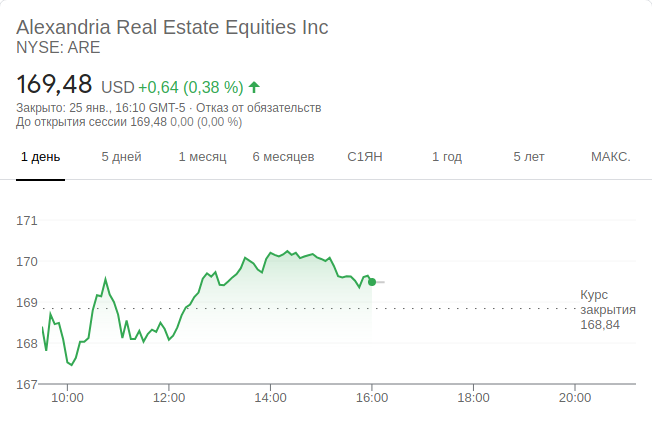 Alexandria Real Estate Equities Inc
NYSE: ARE
169,48 USD +0,64 (0,38 %)
Закрыто: 25 янв., 16:10 GMT-5 · Отказ от обязательств
До открытия сессии 169,48 0,00 (0,00 %)
1 день 5 дней 1 месяц 6 месяцев С1ЯН 1 год 5 лет МАКС.
171
170
169
168
167
Курс
закрытия
168,84
10:00 12:00 14:00 16:00 18:00 20:00